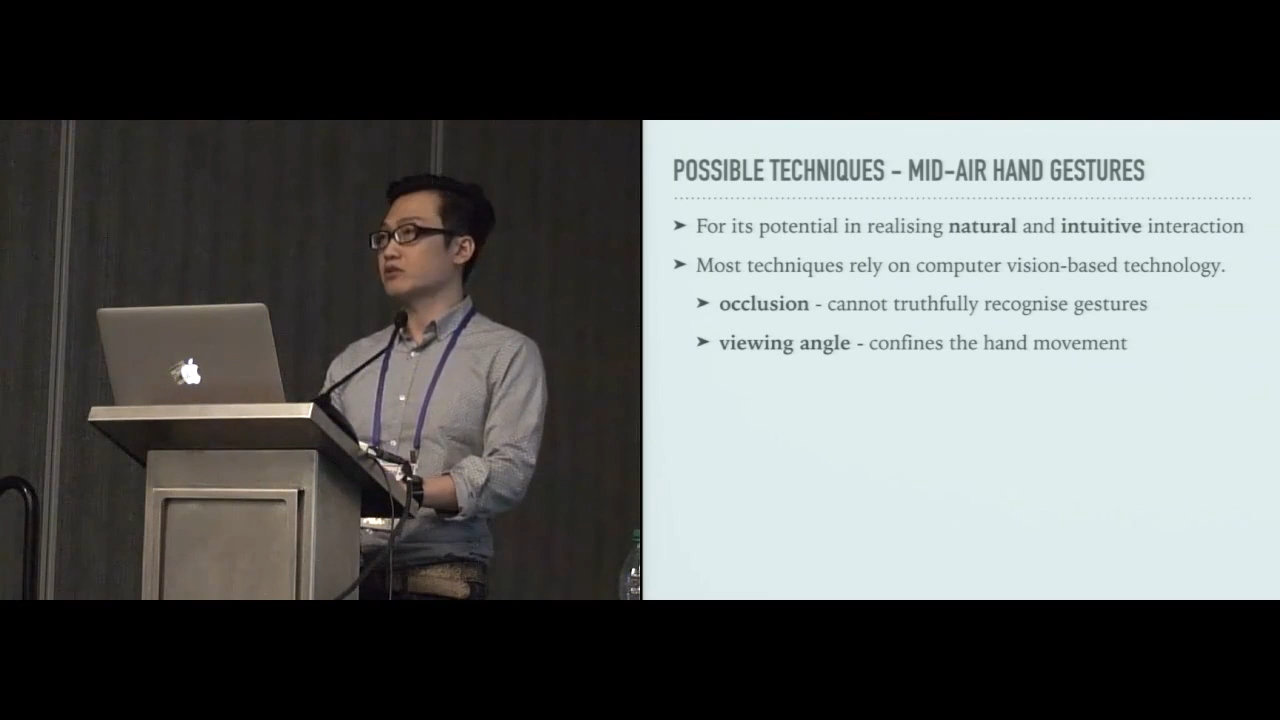 POSSIBLE TECHNIQUES - MID-AIR HAND GESTURES
➤ For its potential in realising natural and intuitive interaction
➤ Most techniques rely on computer vision-based technology.
➤ occlusion - cannot truthfully recognise gestures
➤ viewing angle - confines the hand movement